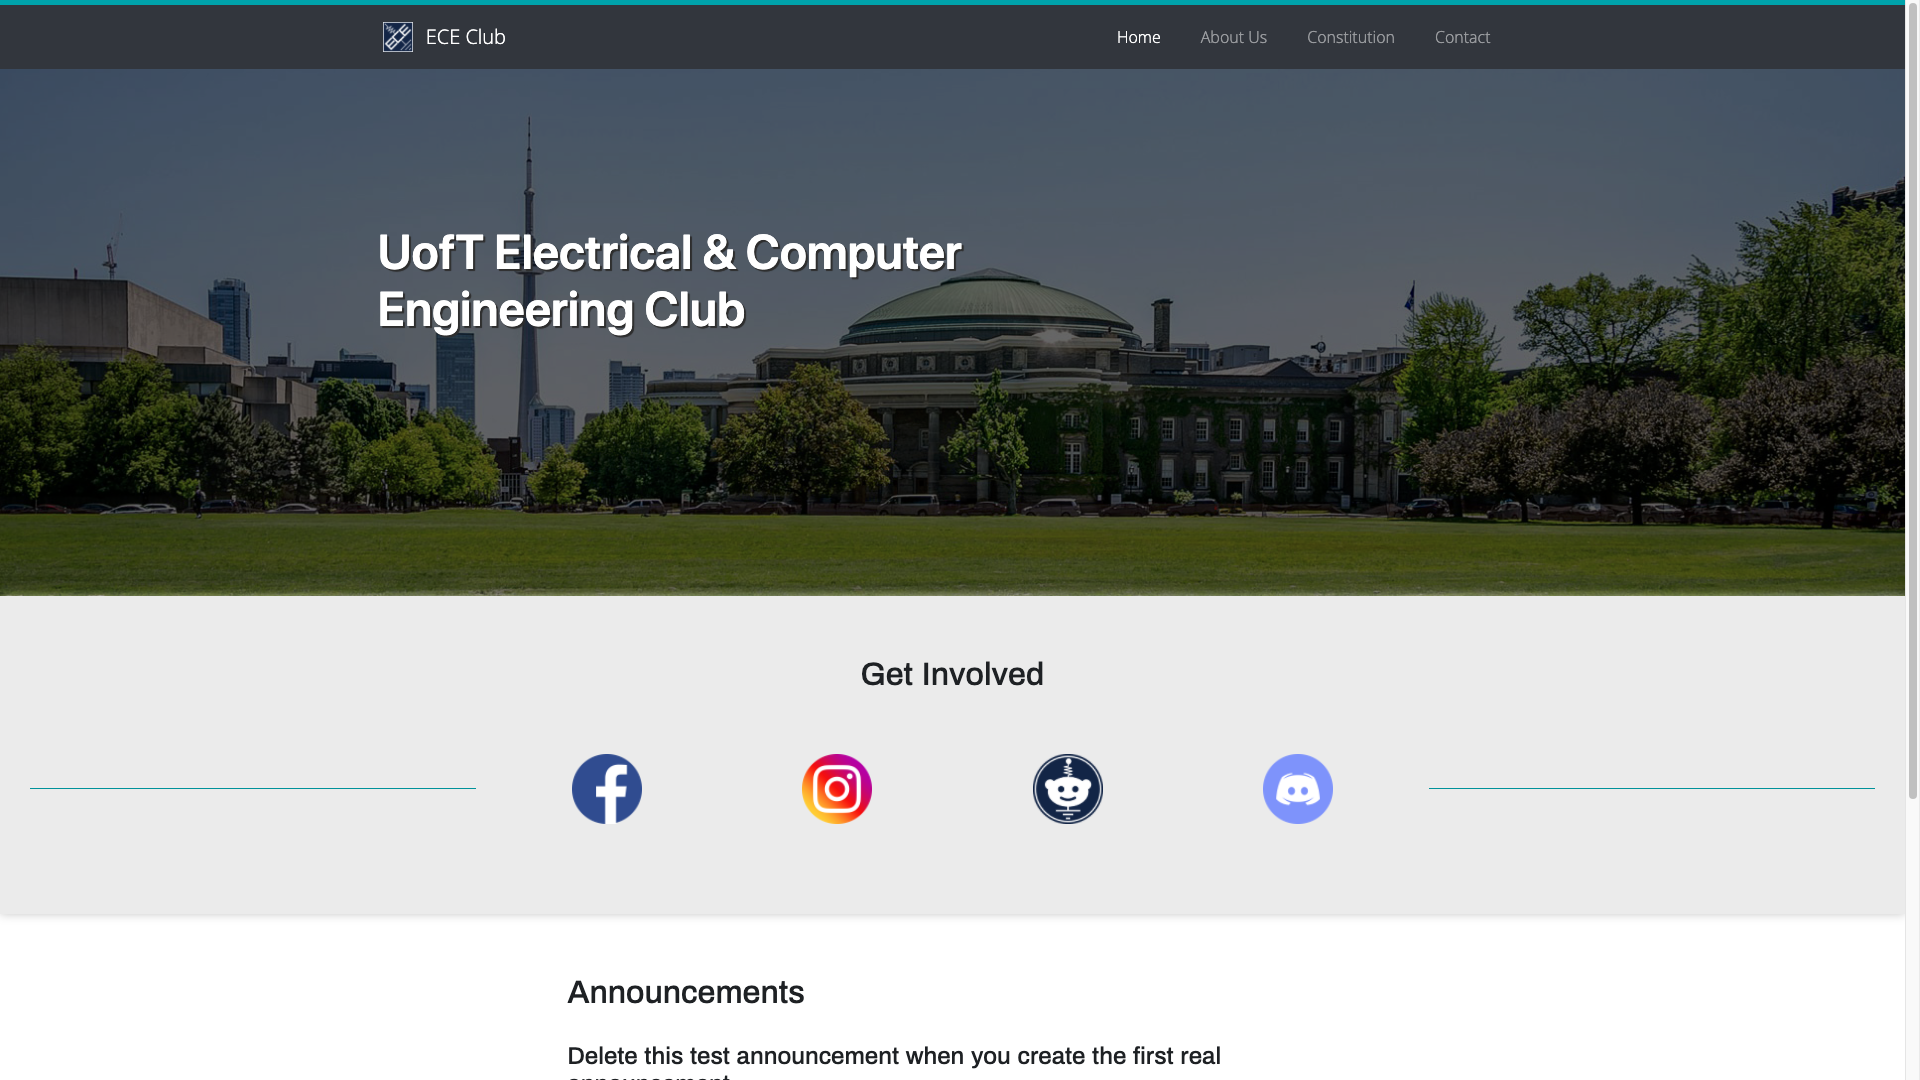 ECE Club
Home
About Us
Constitution
Contact
UofT Electrical & Computer
Engineering Club
Get Involved
Announcements
Delete this test announcement when you create the first real
announcement